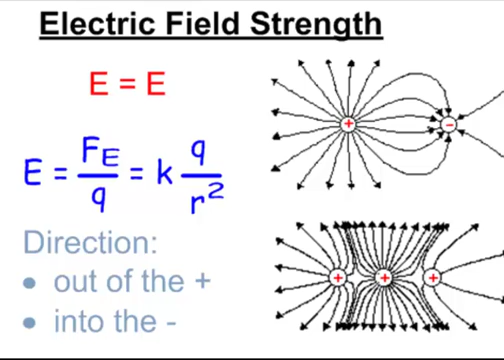 Electric Field Strength
E = E
E = F_E/q = k q/r²
Direction:
• out of the +
• into the -
+ -
+ + +